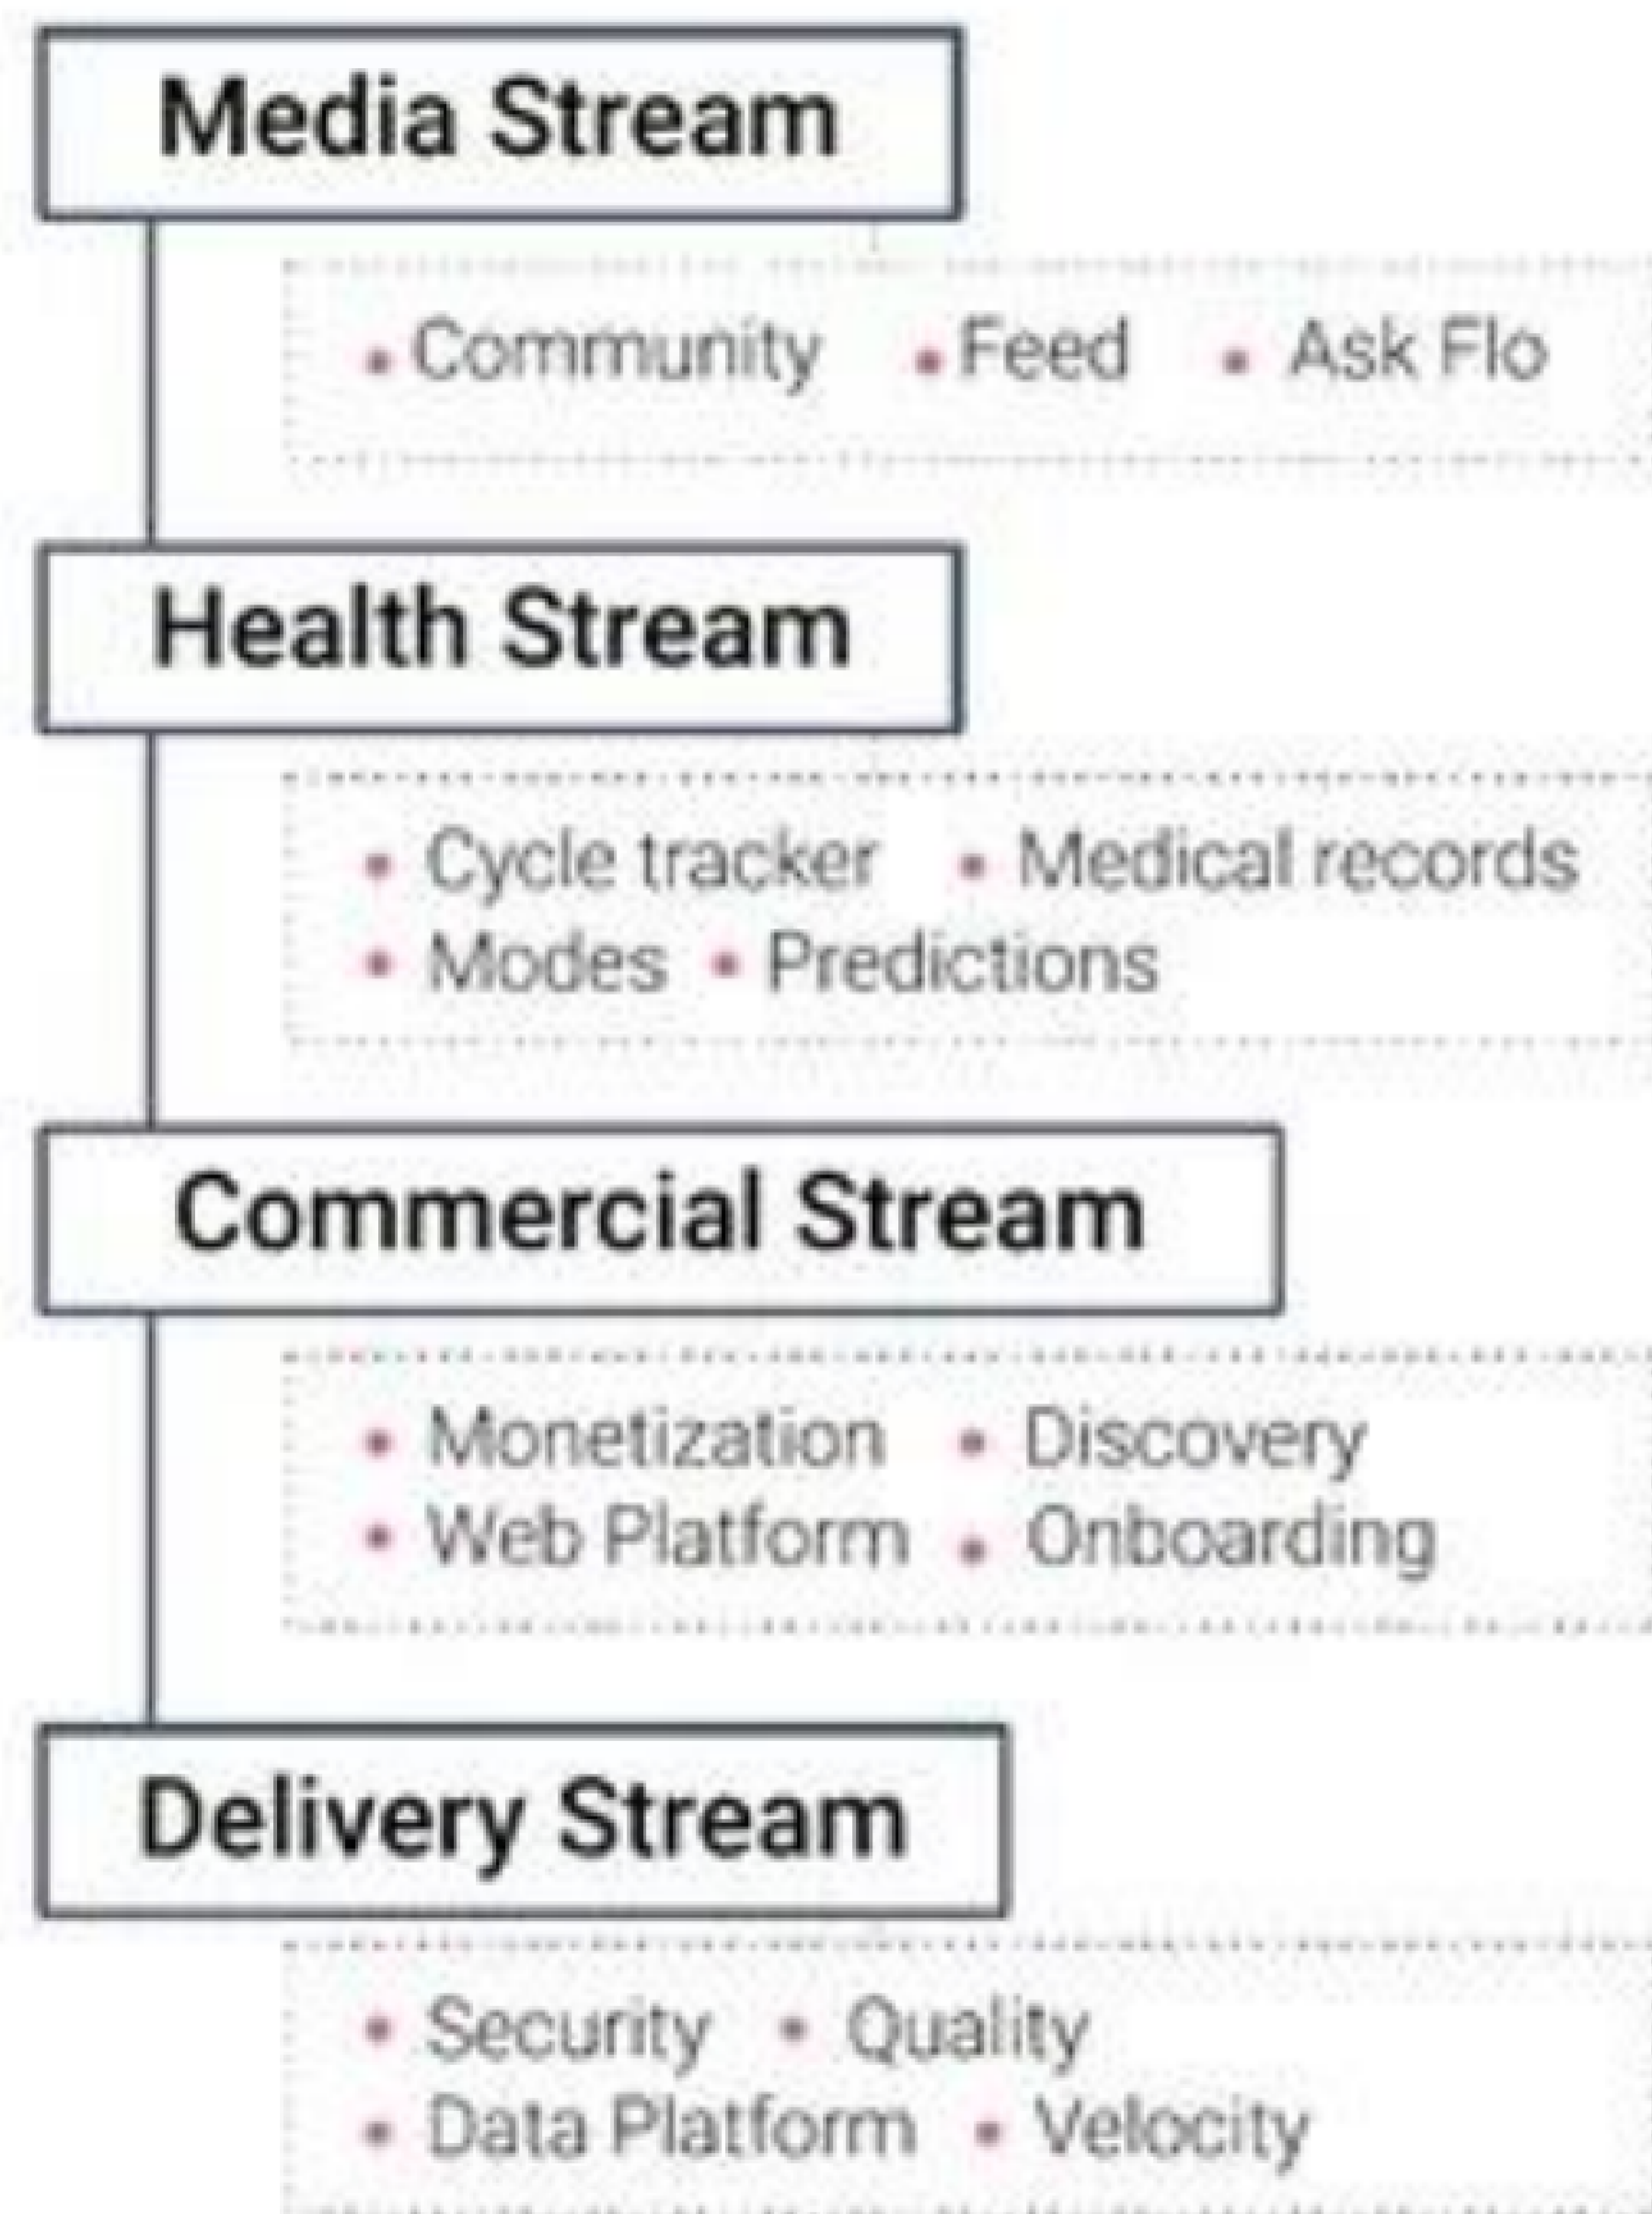 Media Stream
• Community • Feed • Ask Flo
Health Stream
• Cycle tracker • Medical records
• Modes • Predictions
Commercial Stream
• Monetization • Discovery
• Web Platform • Onboarding
Delivery Stream
• Security • Quality
• Data Platform • Velocity